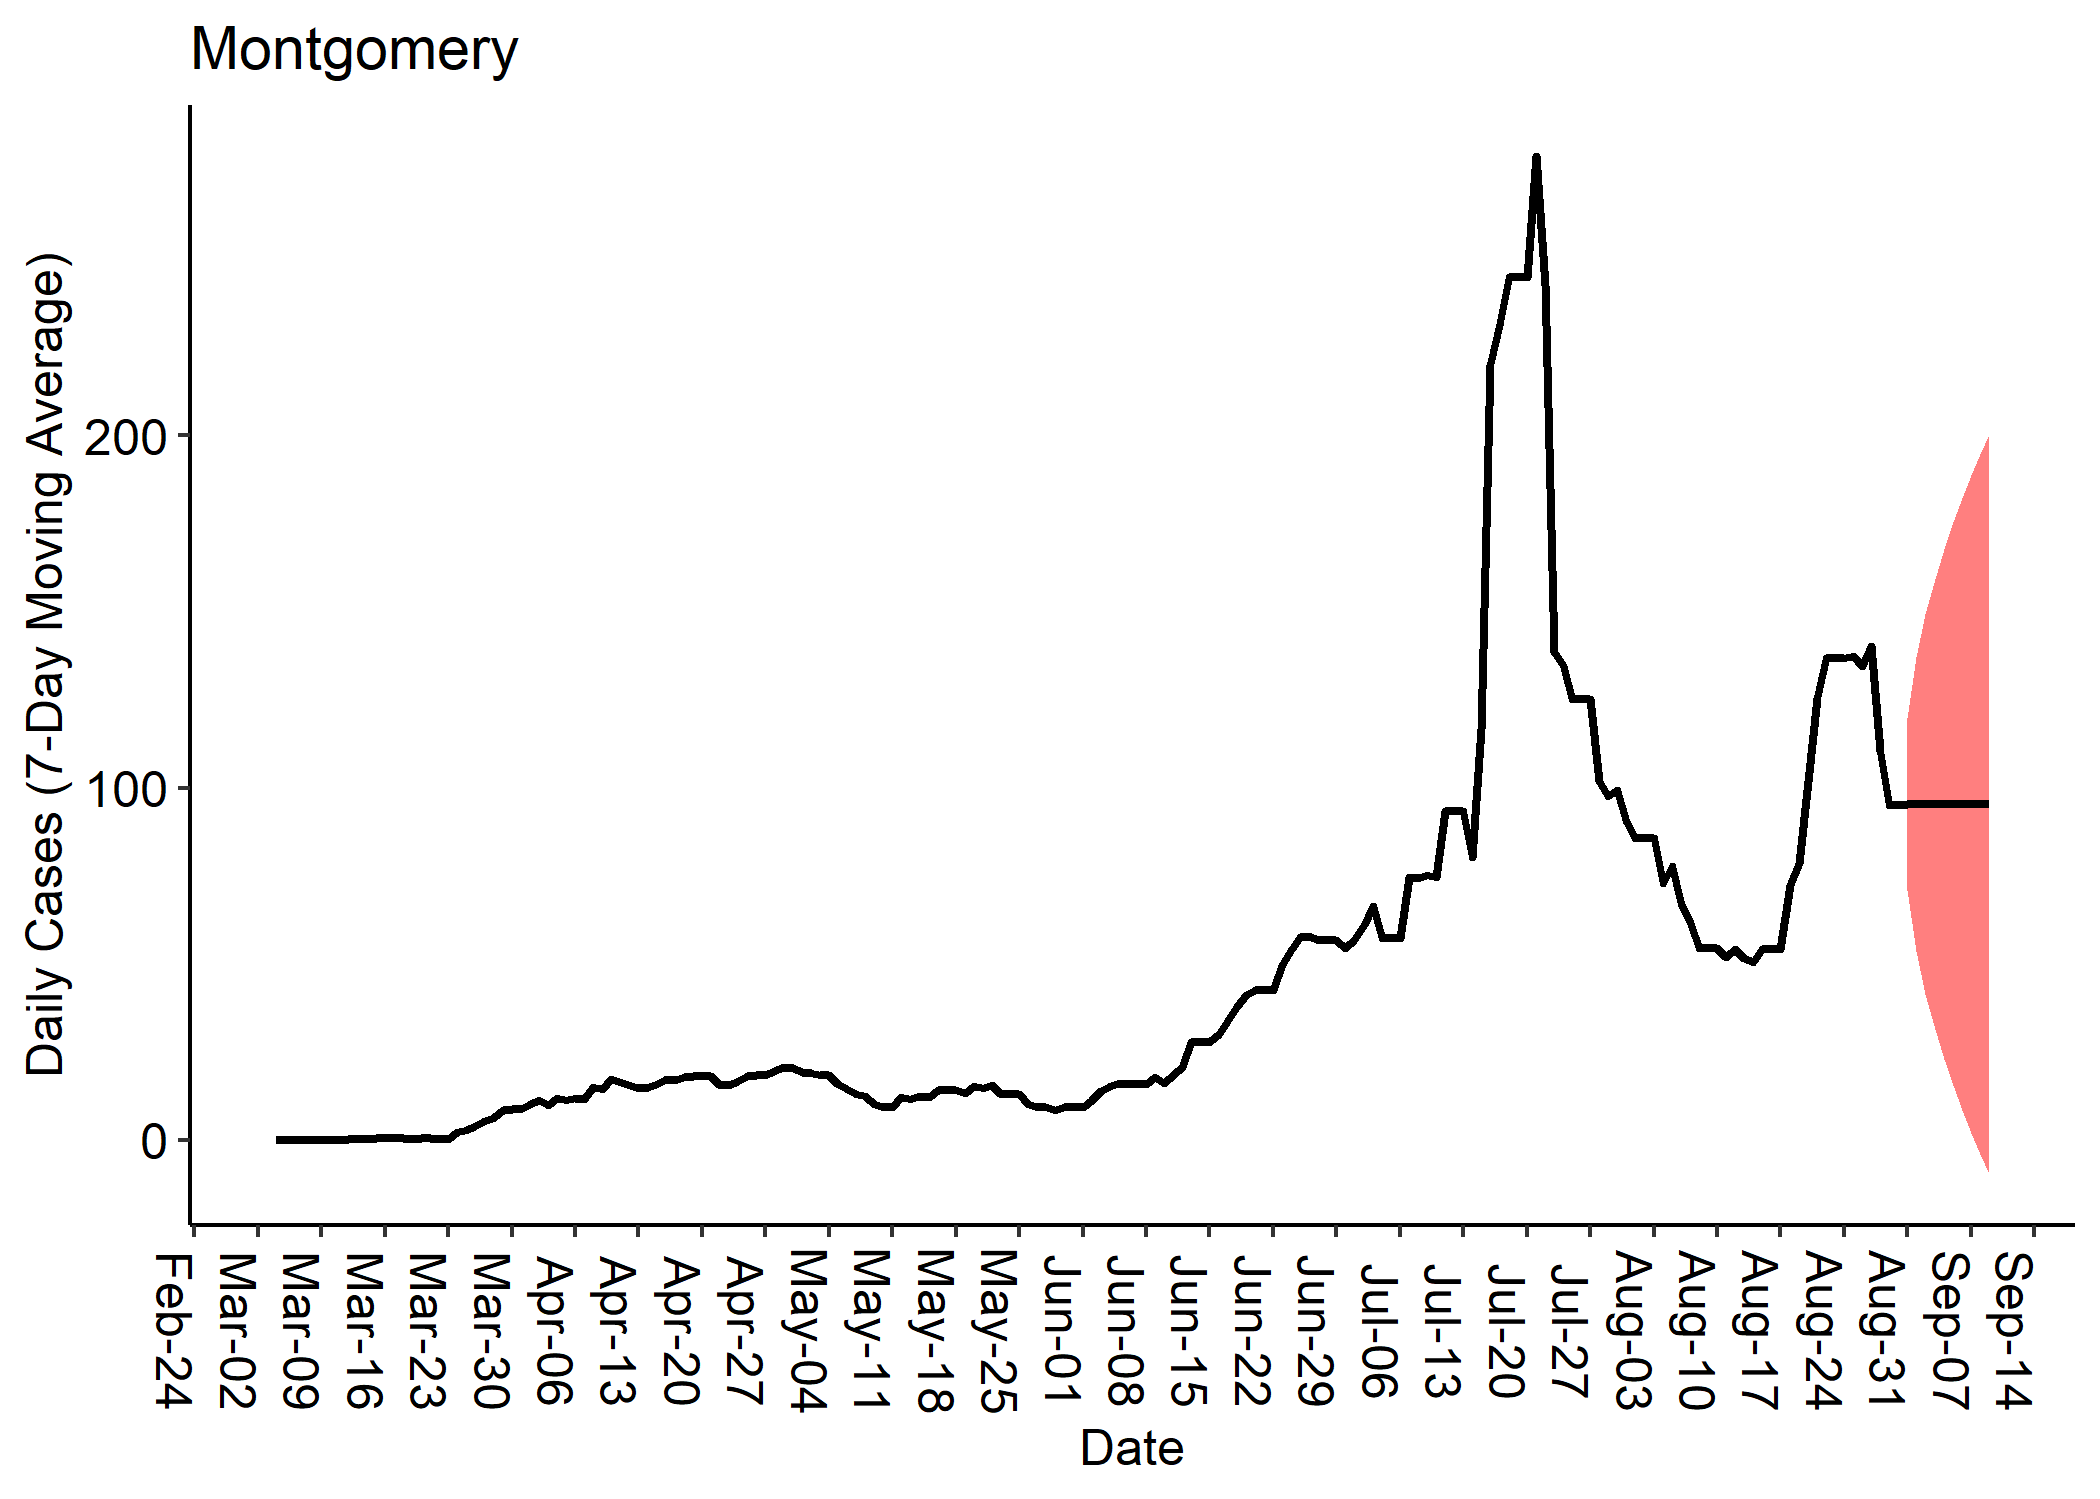 Montgomery
Daily Cases (7-Day Moving Average)
200
100
0
Feb-24
Mar-02
Mar-09
Mar-16
Mar-23
Mar-30
Apr-06
Apr-13
Apr-20
Apr-27
May-04
May-11
May-18
May-25
Jun-01
Jun-08
Jun-15
Jun-22
Jun-29
Jul-06
Jul-13
Jul-20
Jul-27
Aug-03
Aug-10
Aug-17
Aug-24
Aug-31
Sep-07
Sep-14
Date